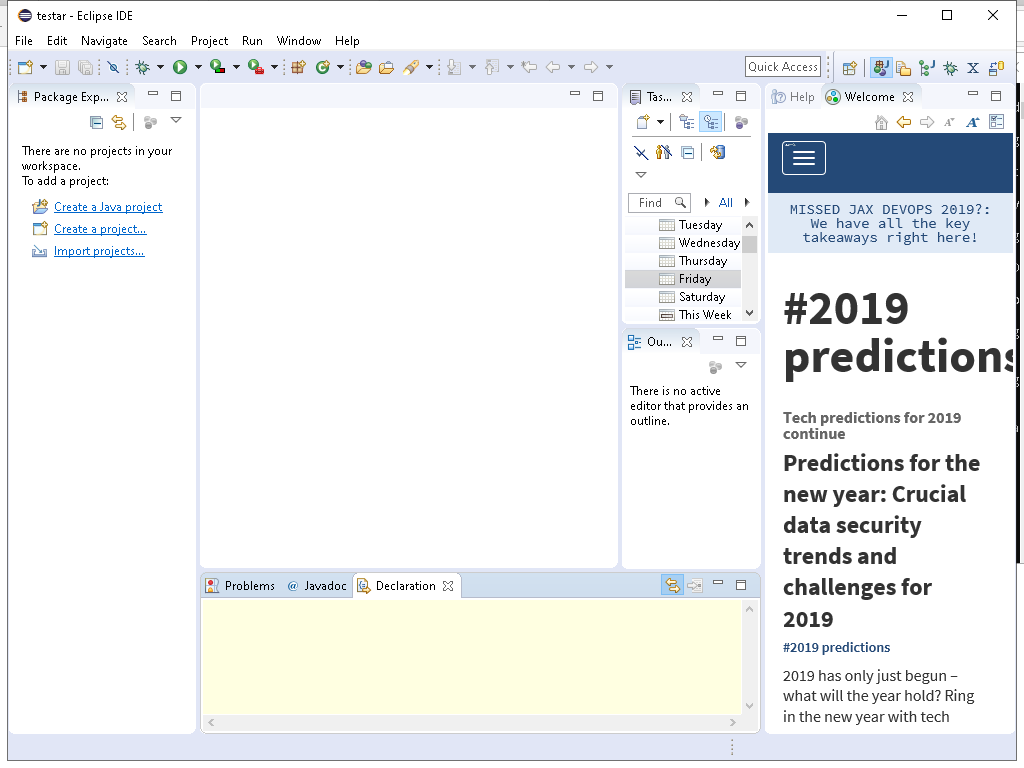 testar - Eclipse IDE
File Edit Navigate Search Project Run Window Help
Quick Access
Package Exp...
There are no projects in your
workspace.
To add a project:
Create a Java project
Create a project...
Import projects...
Tas...
Find
All
Tuesday
Wednesday
Thursday
Friday
Saturday
This Week
Ou...
There is no active
editor that provides an
outline.
Problems
@ Javadoc
Declaration
Help
Welcome
MISSED JAX DEVOPS 2019?:
We have all the key
takeaways right here!
#2019
predictions
Tech predictions for 2019
continue
Predictions for the
new year: Crucial
data security
trends and
challenges for
2019
#2019 predictions
2019 has only just begun –
what will the year hold? Ring
in the new year with tech